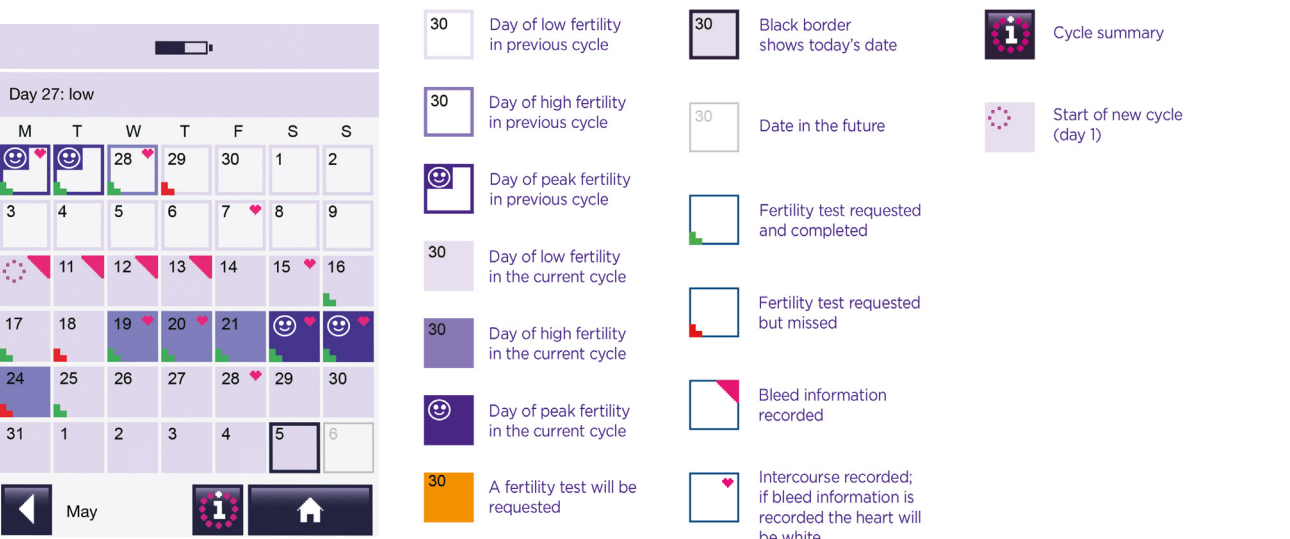 Day 27: low
M T W T F S S
28 29 30 1 2
3 4 5 6 7 8 9
11 12 13 14 15 16
17 18 19 20 21
24 25 26 27 28 29 30
31 1 2 3 4 5 6
May
i
30 Day of low fertility
in previous cycle
30 Day of high fertility
in previous cycle
Day of peak fertility
in previous cycle
30 Day of low fertility
in the current cycle
30 Day of high fertility
in the current cycle
Day of peak fertility
in the current cycle
30 A fertility test will be
requested
30 Black border
shows today's date
30 Date in the future
Fertility test requested
and completed
Fertility test requested
but missed
Bleed information
recorded
Intercourse recorded;
if bleed information is
recorded the heart will
be white
i Cycle summary
Start of new cycle
(day 1)